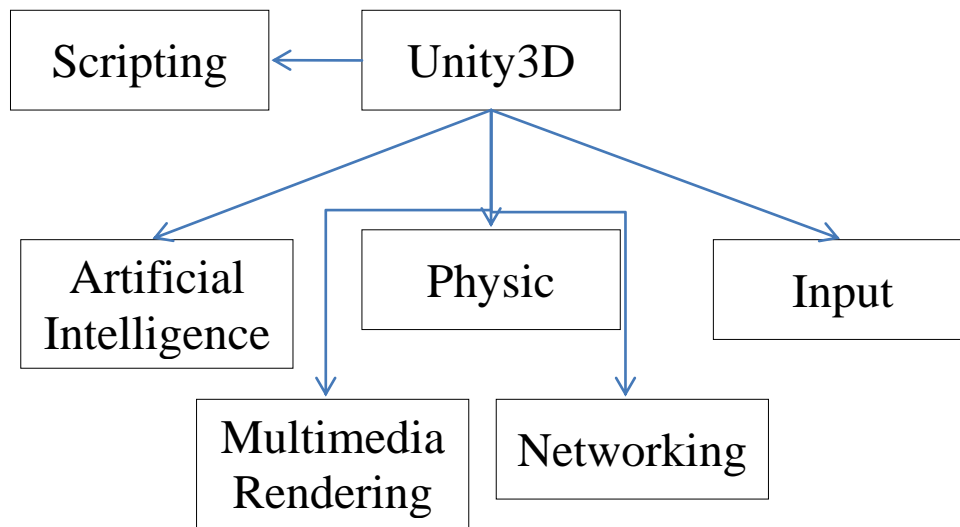 Scripting
Unity3D
Artificial
Intelligence
Physic
Input
Multimedia
Rendering
Networking